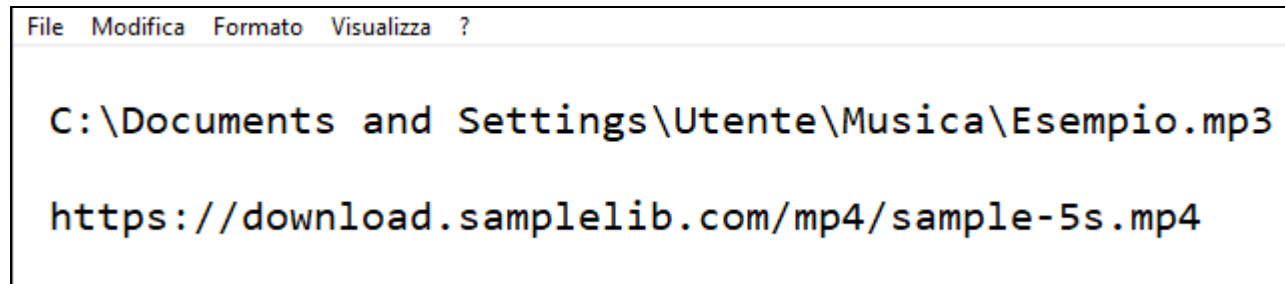 File Modifica Formato Visualizza ?
C:\Documents and Settings\Utente\Musica\Esempio.mp3
https://download.samplelib.com/mp4/sample-5s.mp4